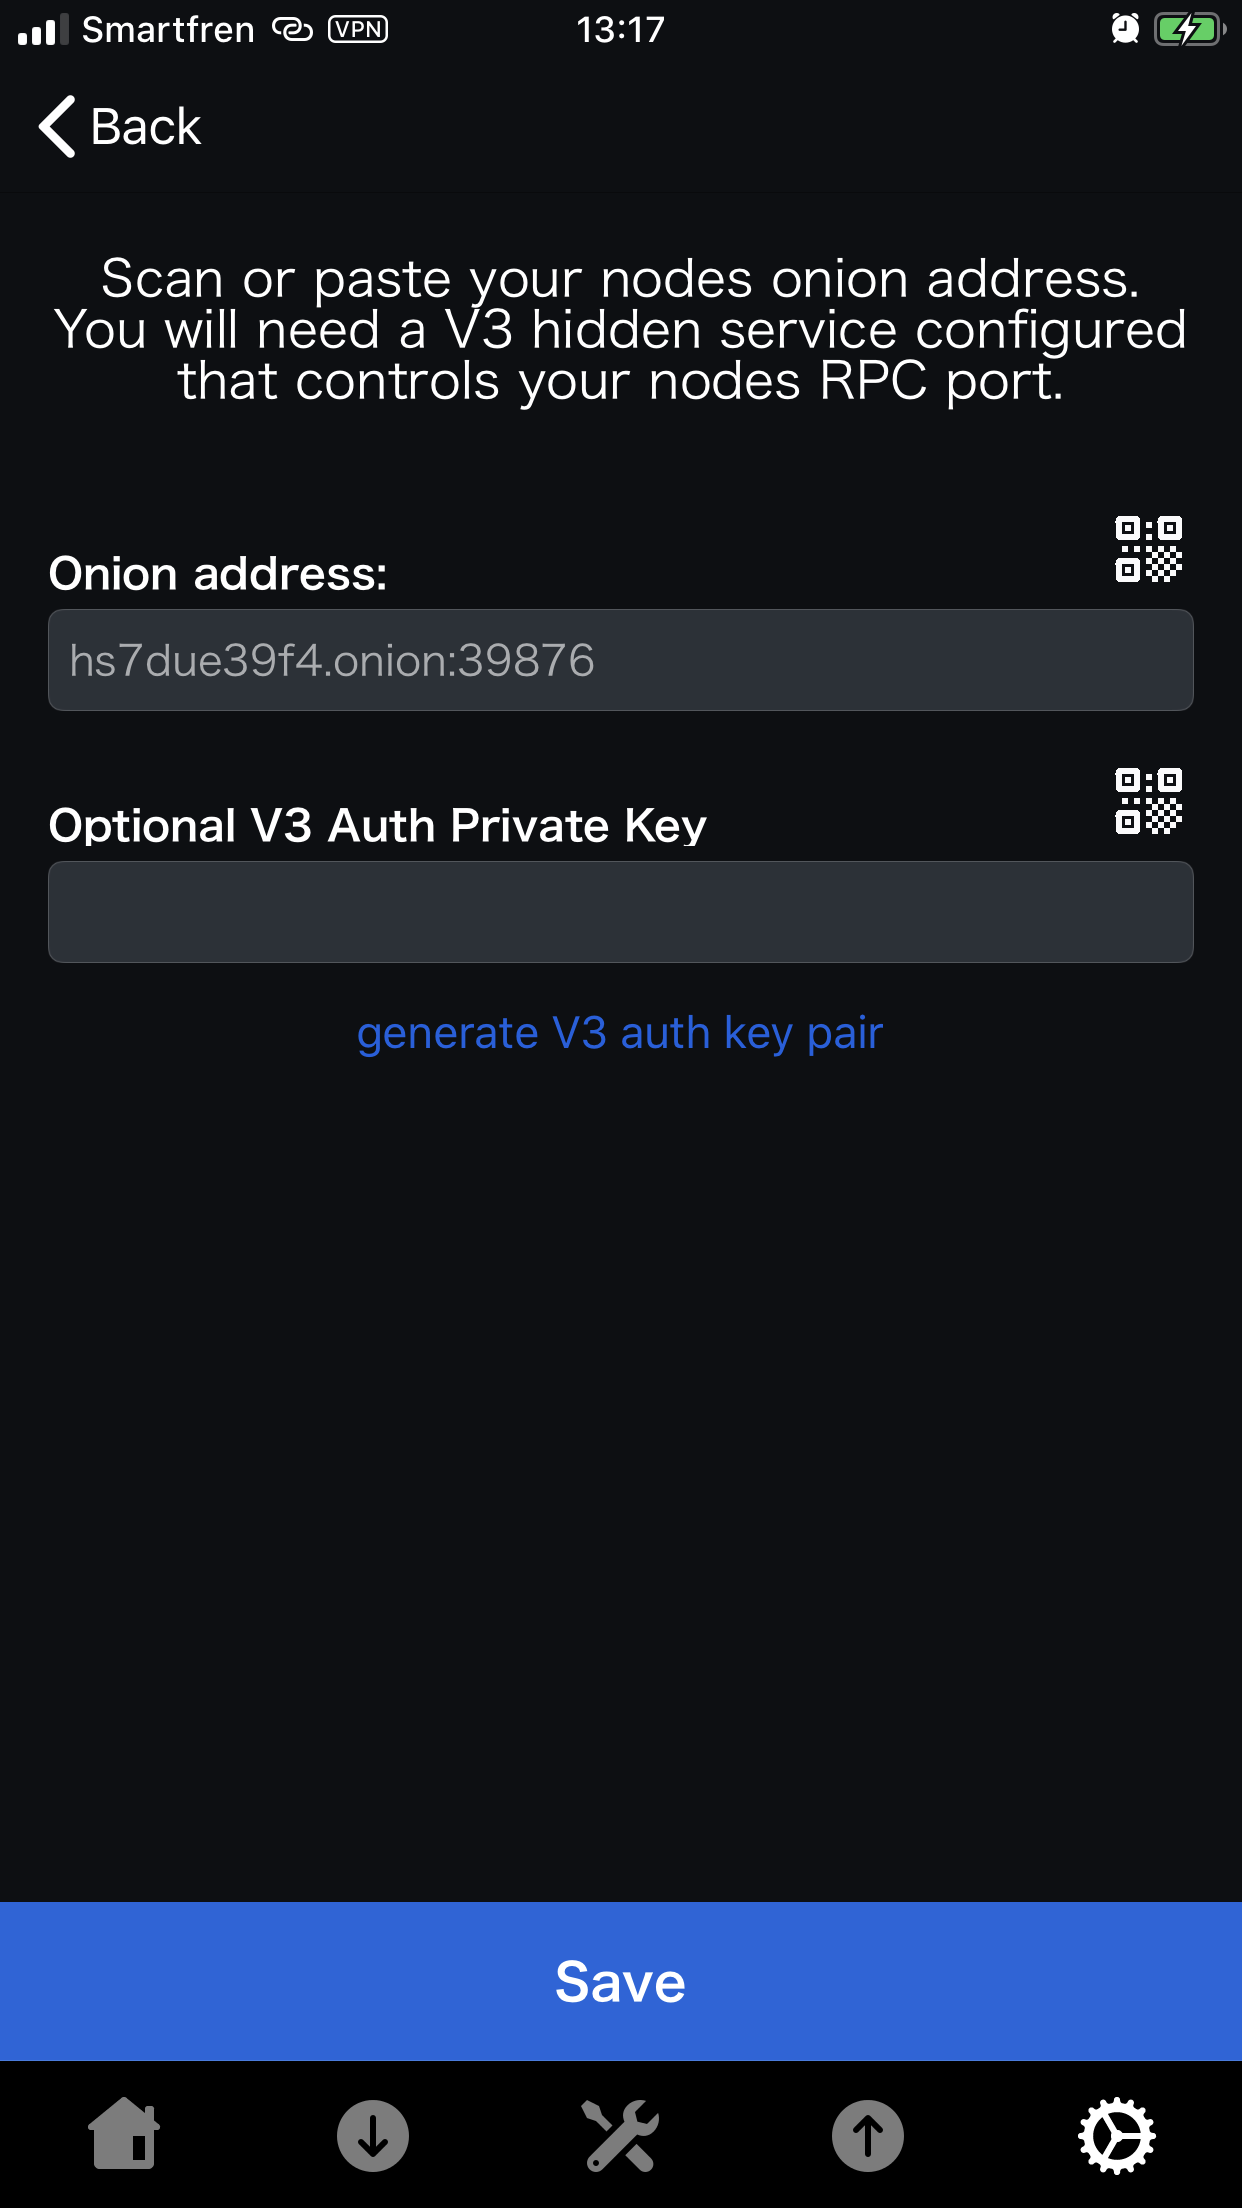 Smartfren VPN 13:17
Back
Scan or paste your nodes onion address.
You will need a V3 hidden service configured
that controls your nodes RPC port.
Onion address:
hs7due39f4.onion:39876
Optional V3 Auth Private Key
generate V3 auth key pair
Save